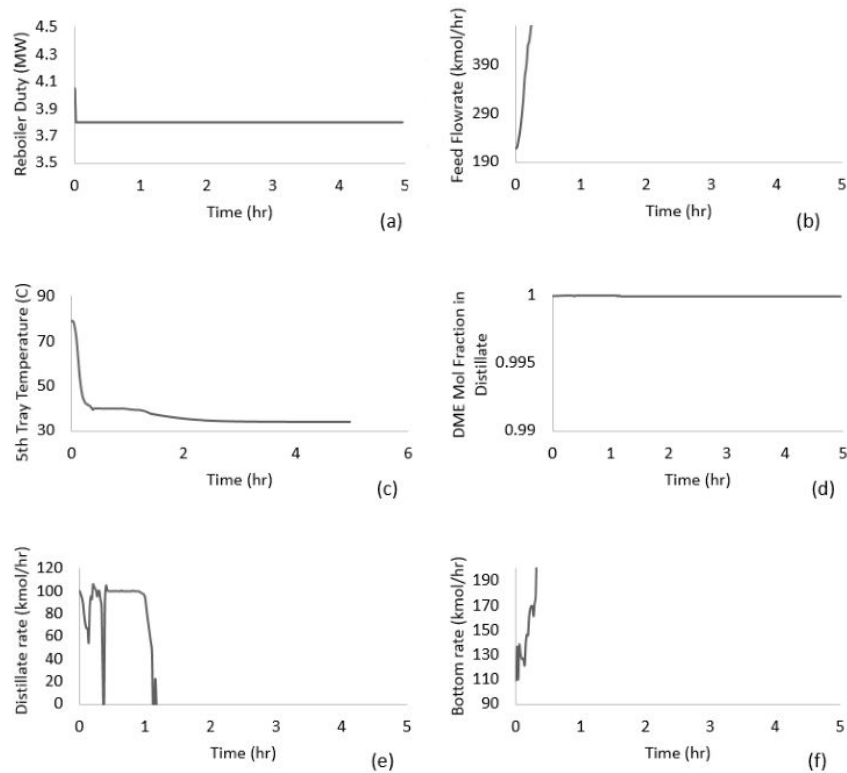 Reboiler Duty (MW)
4.5
4.3
4.1
3.9
3.7
3.5
0 1 2 3 4 5
Time (hr)
(a)
Feed Flowrate (kmol/hr)
390
290
190
0 1 2 3 4 5
Time (hr)
(b)
5th Tray Temperature (C)
90
70
50
30
0 2 4 6
Time (hr)
(c)
DME Mol Fraction in
Distillate
1
0.995
0.99
0 1 2 3 4 5
Time (hr)
(d)
Distillate rate (kmol/hr)
120
100
80
60
40
20
0
0 1 2 3 4 5
Time (hr)
(e)
Bottom rate (kmol/hr)
190
170
150
130
110
90
0 1 2 3 4 5
Time (hr)
(f)